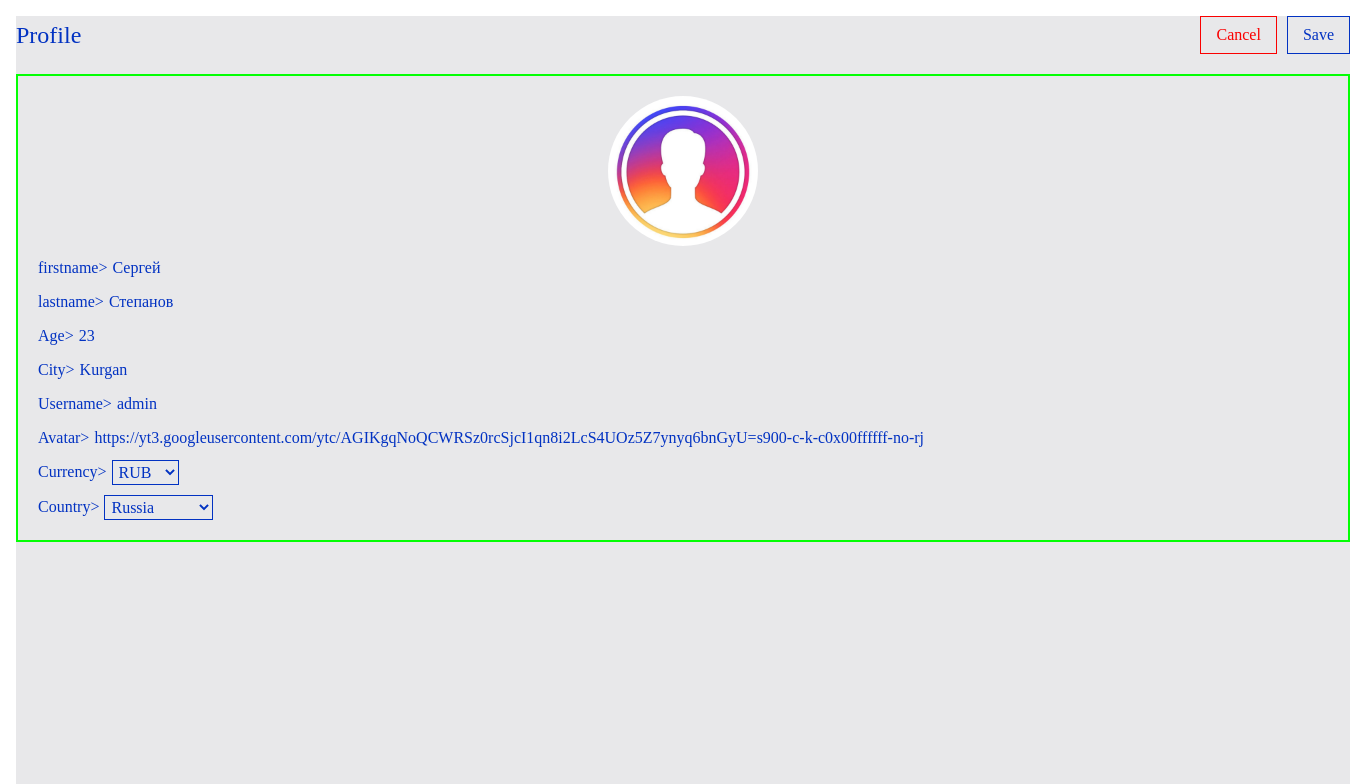 Profile
Cancel
Save
firstname> Сергей
lastname> Степанов
Age> 23
City> Kurgan
Username> admin
Avatar> https://yt3.googleusercontent.com/ytc/AGIKgqNoQCWRSz0rcSjcI1qn8i2LcS4UOz5Z7ynyq6bnGyU=s900-c-k-c0x00ffffff-no-rj
Currency> RUB
Country> Russia